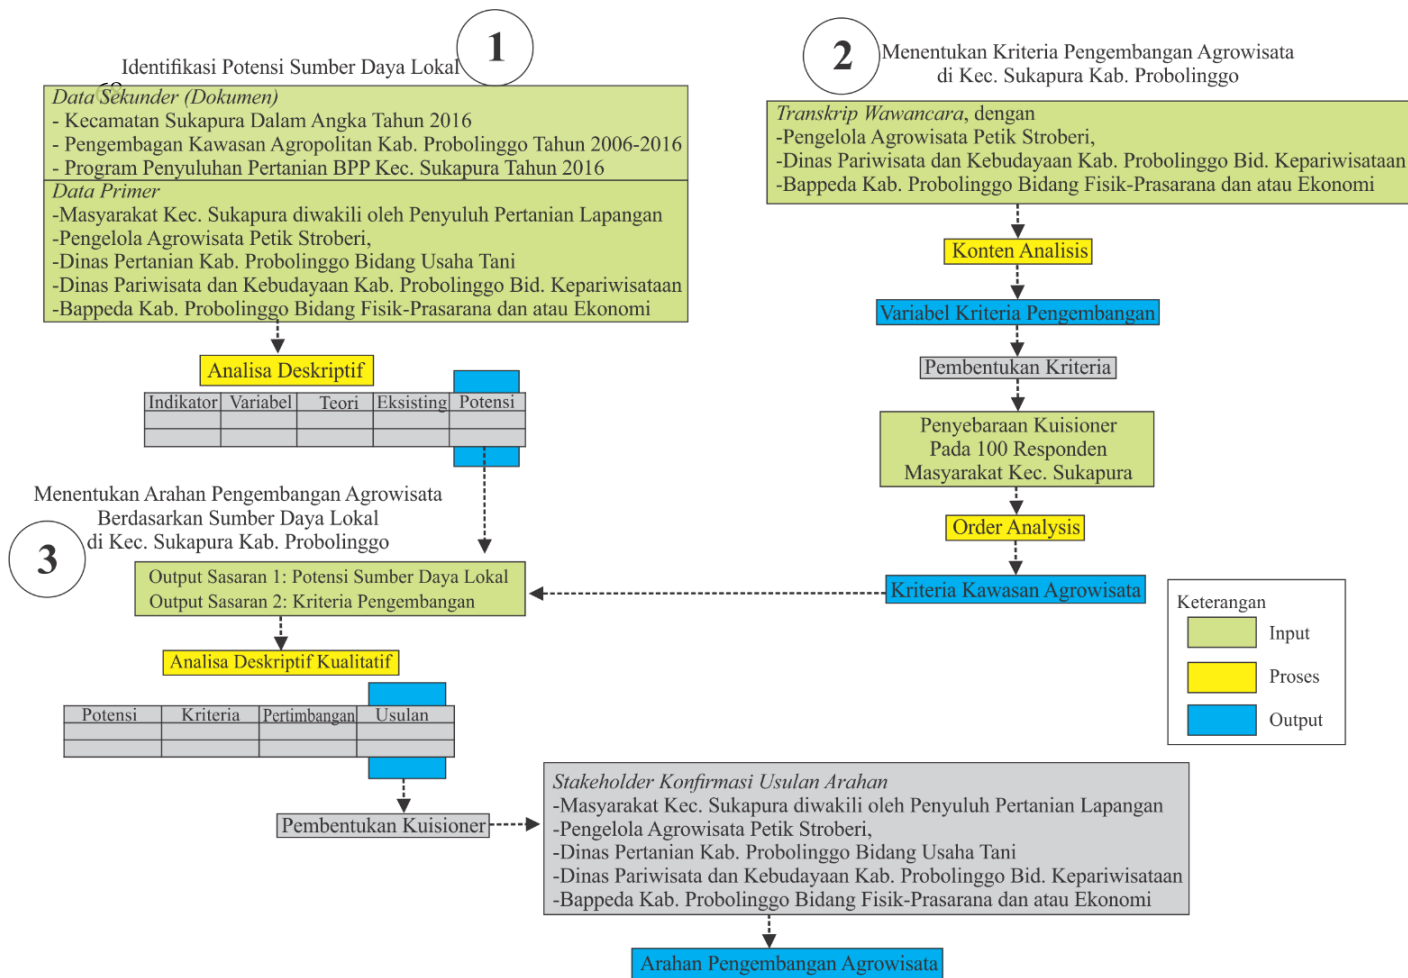 1
Identifikasi Potensi Sumber Daya Lokal
Data Sekunder (Dokumen)
- Kecamatan Sukapura Dalam Angka Tahun 2016
- Pengembagan Kawasan Agropolitan Kab. Probolinggo Tahun 2006-2016
- Program Penyuluhan Pertanian BPP Kec. Sukapura Tahun 2016
Data Primer
-Masyarakat Kec. Sukapura diwakili oleh Penyuluh Pertanian Lapangan
-Pengelola Agrowisata Petik Stroberi,
-Dinas Pertanian Kab. Probolinggo Bidang Usaha Tani
-Dinas Pariwisata dan Kebudayaan Kab. Probolinggo Bid. Kepariwisataan
-Bappeda Kab. Probolinggo Bidang Fisik-Prasarana dan atau Ekonomi
Analisa Deskriptif
Indikator Variabel Teori Eksisting Potensi
2
Menentukan Kriteria Pengembangan Agrowisata
di Kec. Sukapura Kab. Probolinggo
Transkrip Wawancara, dengan
-Pengelola Agrowisata Petik Stroberi,
-Dinas Pariwisata dan Kebudayaan Kab. Probolinggo Bid. Kepariwisataan
-Bappeda Kab. Probolinggo Bidang Fisik-Prasarana dan atau Ekonomi
Konten Analisis
Variabel Kriteria Pengembangan
Pembentukan Kriteria
Penyebaraan Kuisioner
Pada 100 Responden
Masyarakat Kec. Sukapura
Order Analysis
Kriteria Kawasan Agrowisata
Menentukan Arahan Pengembangan Agrowisata
Berdasarkan Sumber Daya Lokal
di Kec. Sukapura Kab. Probolinggo
3
Output Sasaran 1: Potensi Sumber Daya Lokal
Output Sasaran 2: Kriteria Pengembangan
Analisa Deskriptif Kualitatif
Potensi Kriteria Pertimbangan Usulan
Pembentukan Kuisioner
Stakeholder Konfirmasi Usulan Arahan
-Masyarakat Kec. Sukapura diwakili oleh Penyuluh Pertanian Lapangan
-Pengelola Agrowisata Petik Stroberi,
-Dinas Pertanian Kab. Probolinggo Bidang Usaha Tani
-Dinas Pariwisata dan Kebudayaan Kab. Probolinggo Bid. Kepariwisataan
-Bappeda Kab. Probolinggo Bidang Fisik-Prasarana dan atau Ekonomi
Arahan Pengembangan Agrowisata
Keterangan
Input
Proses
Output